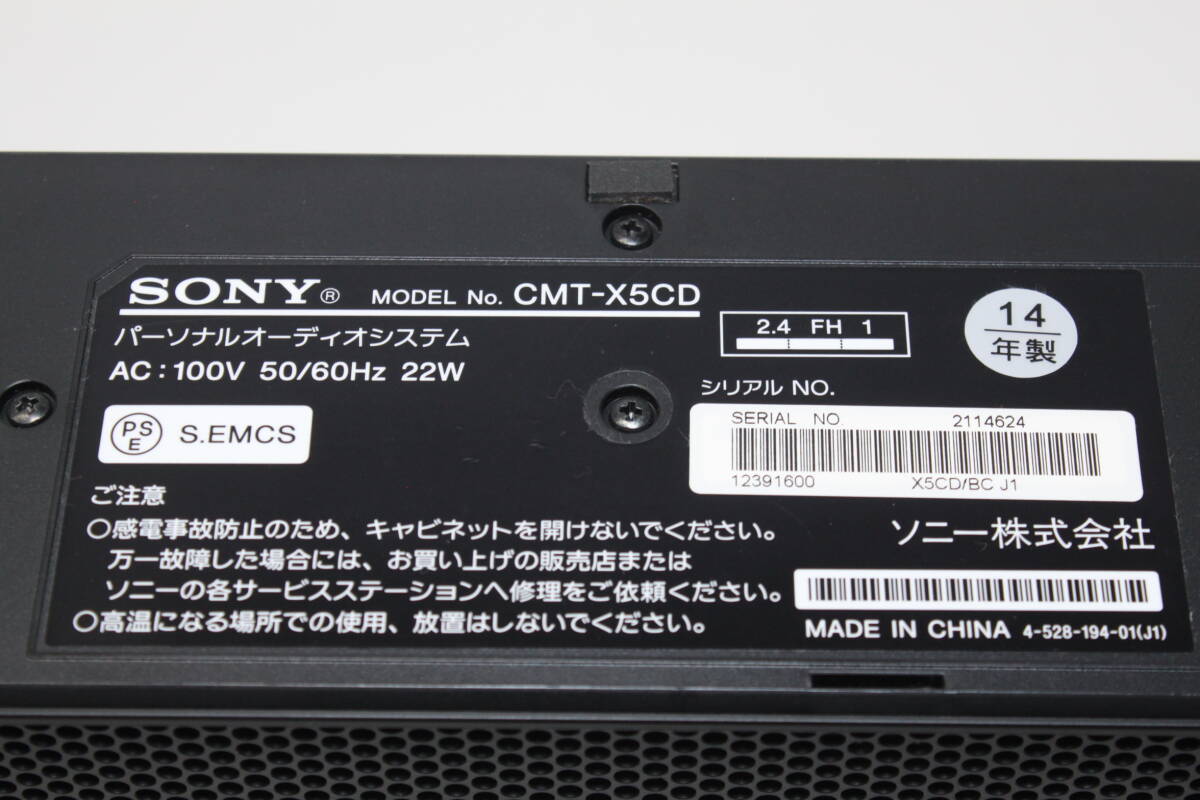 SONY® MODEL No. CMT-X5CD
パーソナルオーディオシステム
AC : 100V 50/60Hz 22W
2.4 FH 1
14
年製
PS
E
S.EMCS
シリアル NO.
SERIAL NO 2114624
12391600 X5CD/BC J1
ソニー株式会社
ご注意
○感電事故防止のため、キャビネットを開けないでください。
万一故障した場合には、お買い上げの販売店または
ソニーの各サービスステーションへ修理をご依頼ください。
○高温になる場所での使用、放置はしないでください。
MADE IN CHINA 4-528-194-01(J1)